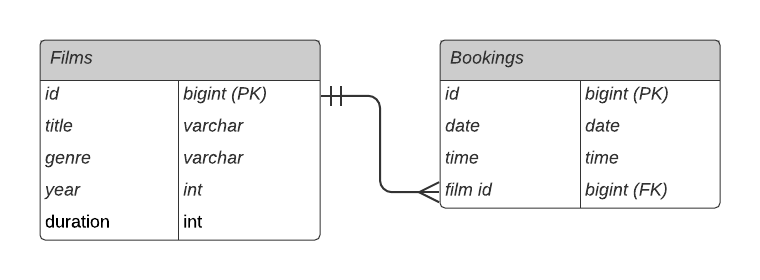 Films
id bigint (PK)
title varchar
genre varchar
year int
duration int
Bookings
id bigint (PK)
date date
time time
film id bigint (FK)